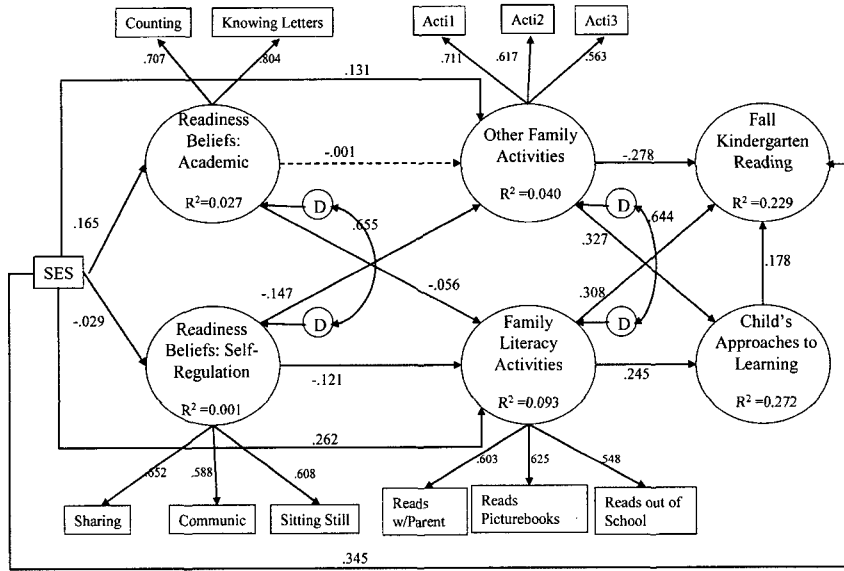 Counting
Knowing Letters
Acti1
Acti2
Acti3
.707
.804
.711
.617
.563
.131
Readiness
Beliefs:
Academic
R²=0.027
-.001
Other Family
Activities
R²=0.040
-.278
Fall
Kindergarten
Reading
R²=0.229
D
.655
D
.644
.165
.327
SES
-.147
-.056
.308
.178
-.029
D
D
Readiness
Beliefs: Self-
Regulation
R²=0.001
-.121
Family
Literacy
Activities
R²=0.093
.245
Child's
Approaches to
Learning
R²=0.272
.262
.652
.588
.608
.603
.625
.548
Sharing
Communic
Sitting Still
Reads
w/Parent
Reads
Picturebooks
Reads out of
School
.345